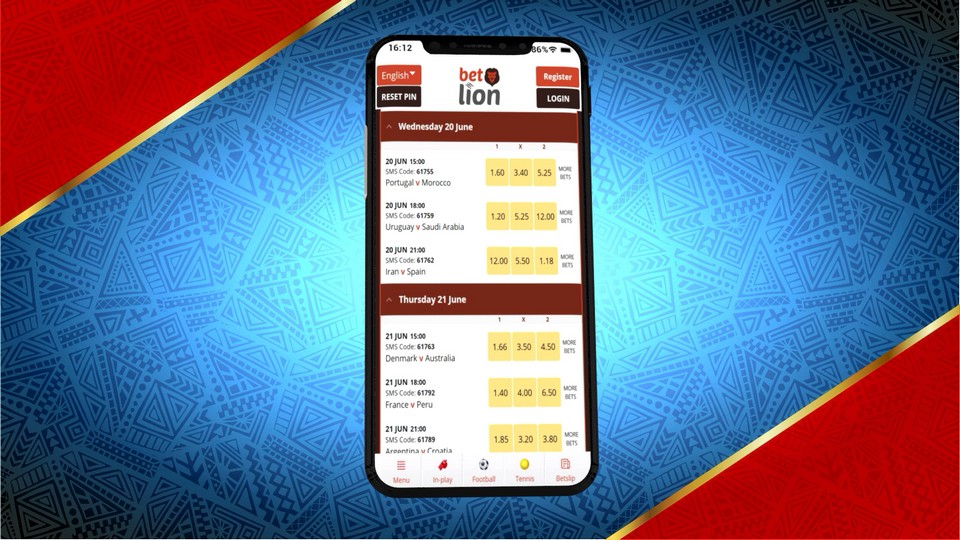 16:12
86%
English
Register
bet
lion
RESET PIN
LOGIN
Wednesday 20 June
1 X 2
20 JUN 15:00
SMS Code: 61755
Portugal v Morocco
1.60 3.40 5.25 MORE BETS
20 JUN 18:00
SMS Code: 61759
Uruguay v Saudi Arabia
1.20 5.25 12.00 MORE BETS
20 JUN 21:00
SMS Code: 61762
Iran v Spain
12.00 5.50 1.18 MORE BETS
Thursday 21 June
1 X 2
21 JUN 15:00
SMS Code: 61763
Denmark v Australia
1.66 3.50 4.50 MORE BETS
21 JUN 18:00
SMS Code: 61792
France v Peru
1.40 4.00 6.50 MORE BETS
21 JUN 21:00
SMS Code: 61789
Argentina v Croatia
1.85 3.20 3.80 MORE BETS
Menu In-play Football Tennis Betslip